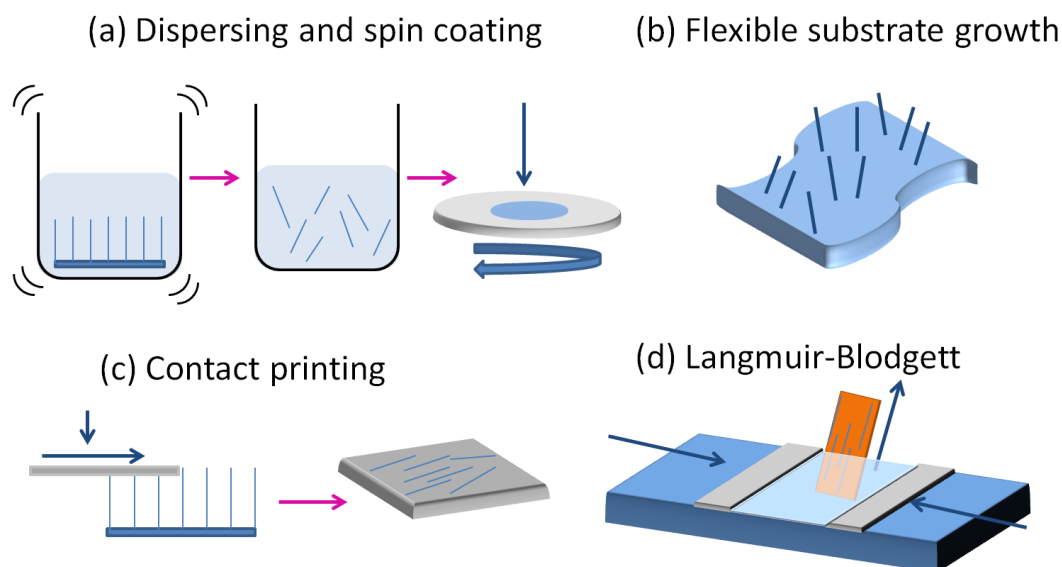 (a) Dispersing and spin coating
(b) Flexible substrate growth
(c) Contact printing
(d) Langmuir-Blodgett